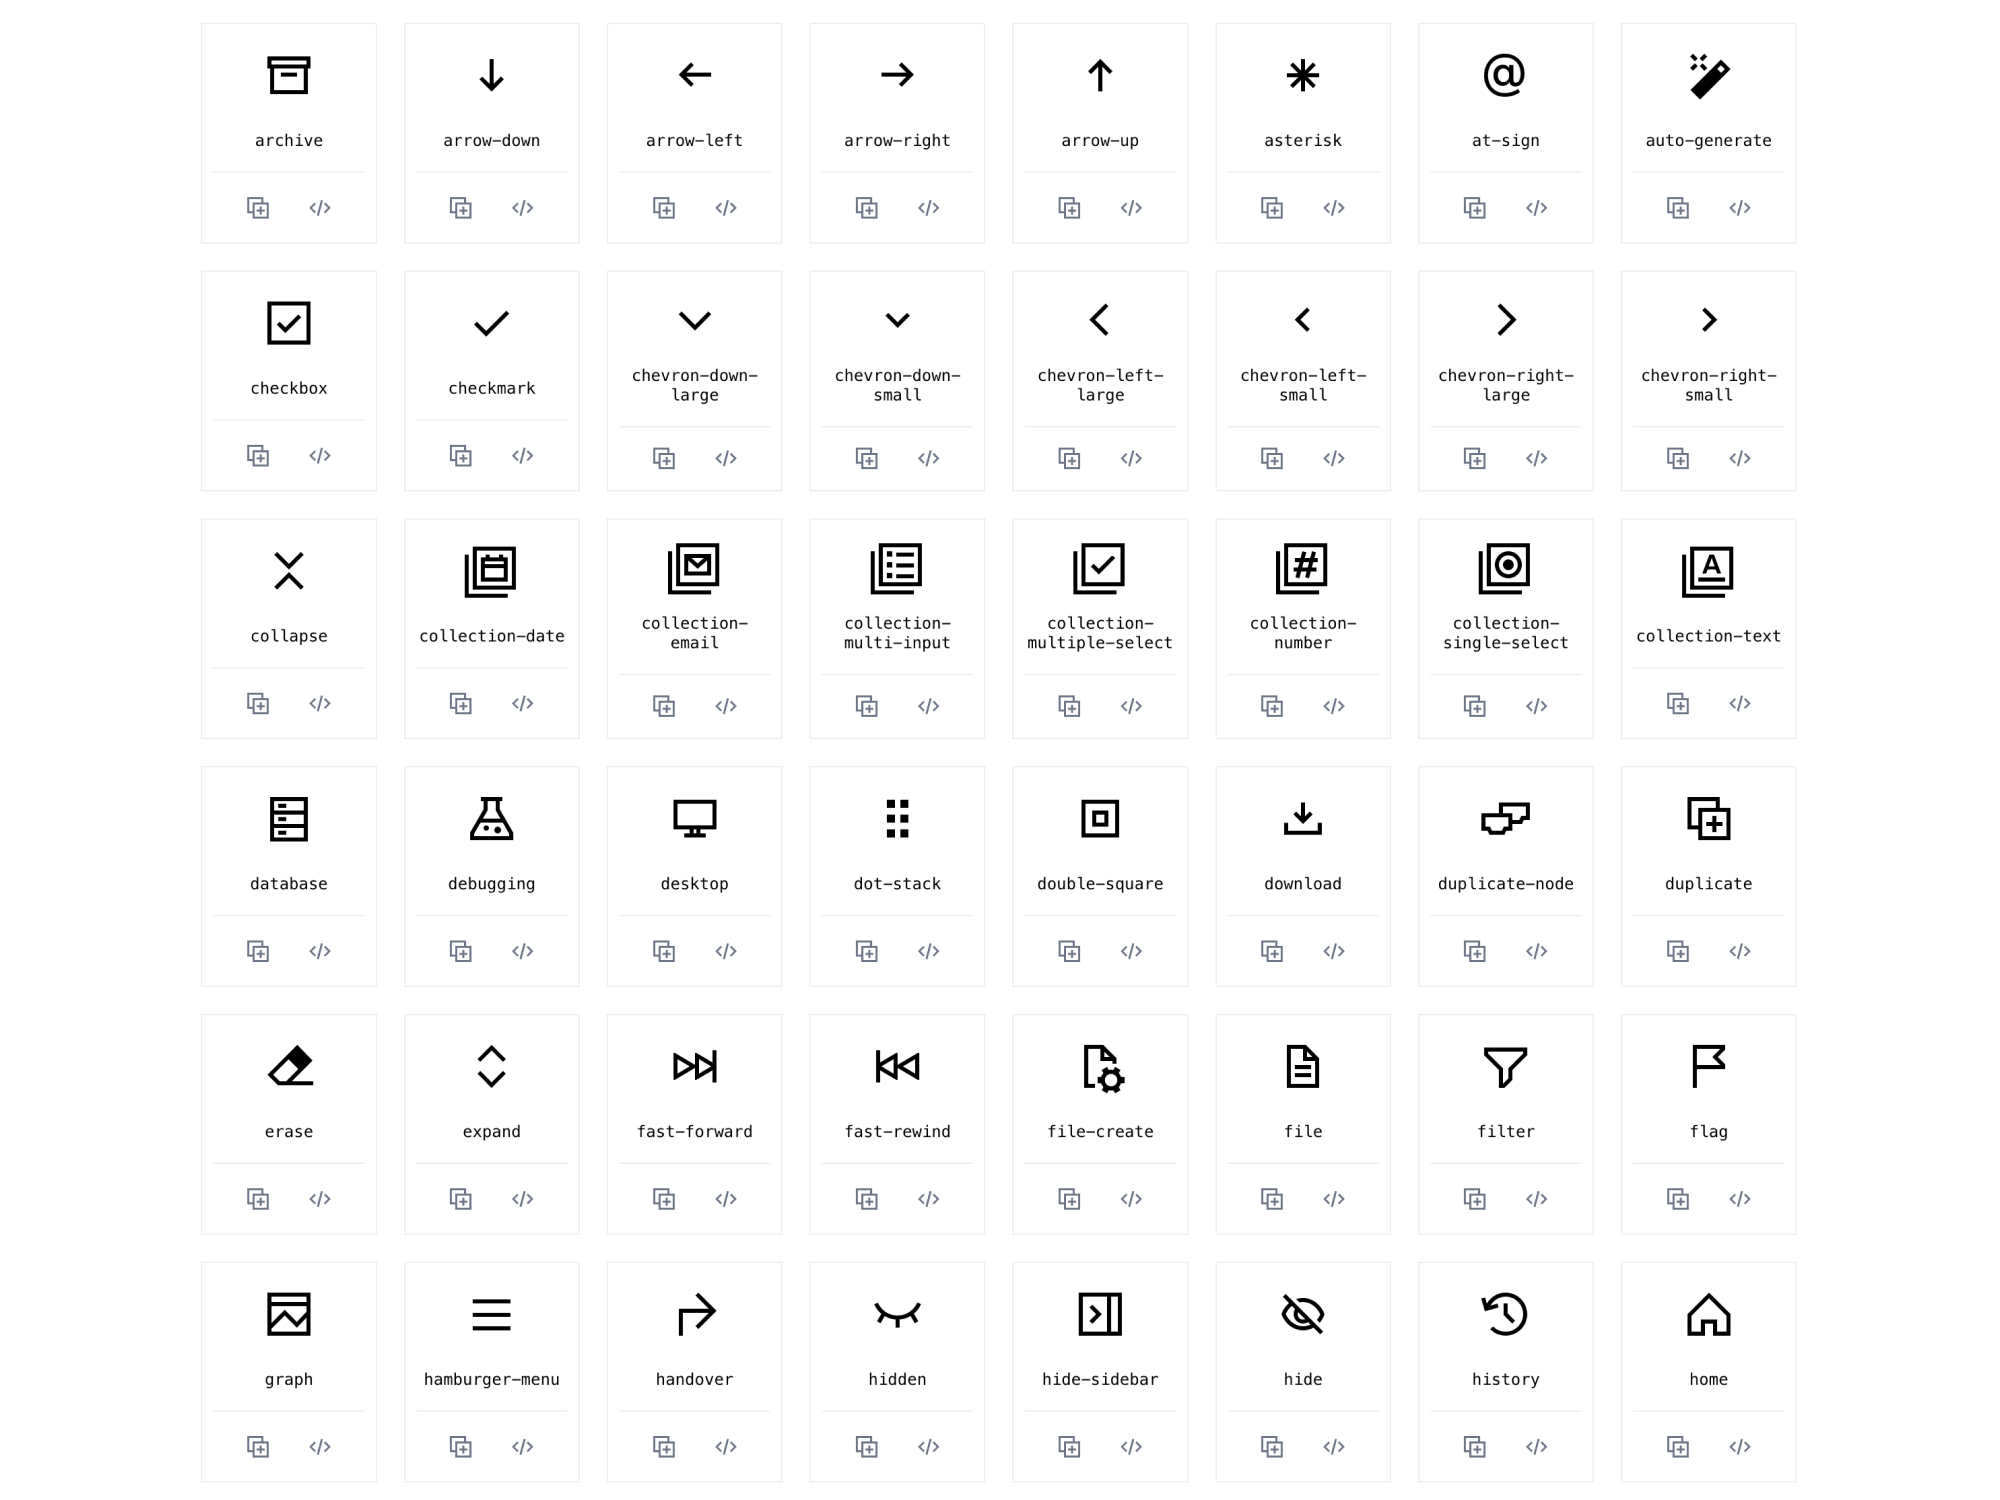 archive
arrow-down
arrow-left
arrow-right
arrow-up
asterisk
at-sign
auto-generate
checkbox
checkmark
chevron-down-
large
chevron-down-
small
chevron-left-
large
chevron-left-
small
chevron-right-
large
chevron-right-
small
collapse
collection-date
collection-
email
collection-
multi-input
collection-
multiple-select
collection-
number
collection-
single-select
collection-text
database
debugging
desktop
dot-stack
double-square
download
duplicate-node
duplicate
erase
expand
fast-forward
fast-rewind
file-create
file
filter
flag
graph
hamburger-menu
handover
hidden
hide-sidebar
hide
history
home